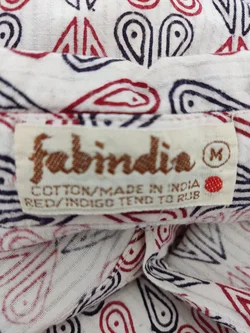 fabindia M
COTTON/MADE IN INDIA
RED/INDIGO TEND TO RUB